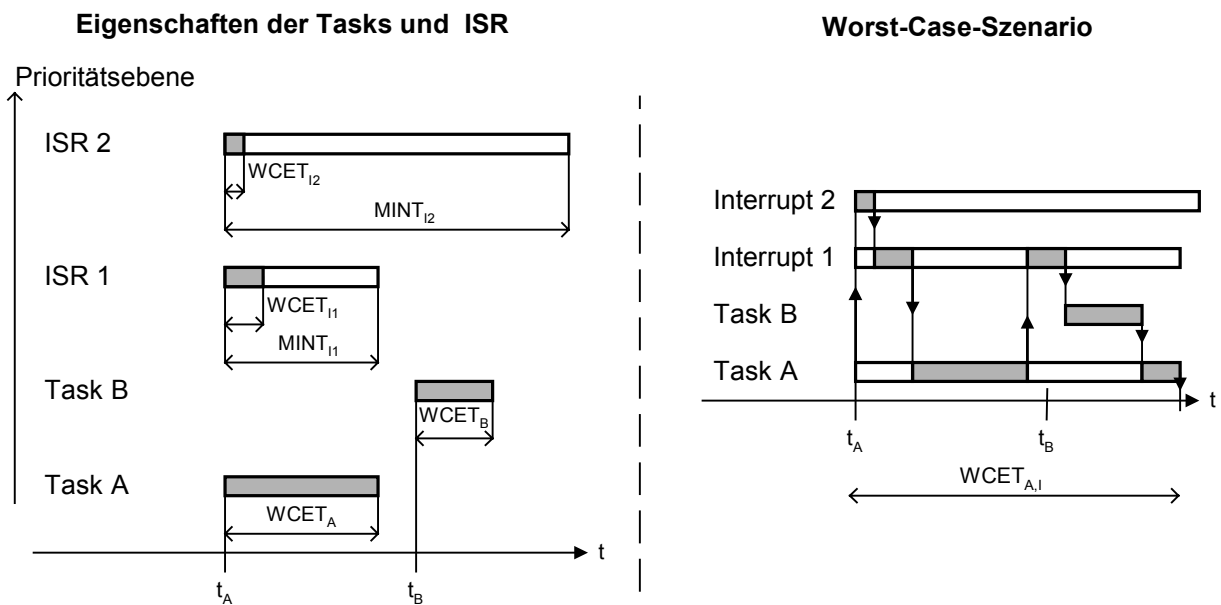 Eigenschaften der Tasks und ISR
Prioritätsebene
ISR 2
WCET_I2
MINT_I2
ISR 1
WCET_I1
MINT_I1
Task B
WCET_B
Task A
WCET_A
t
t_A
t_B
Worst-Case-Szenario
Interrupt 2
Interrupt 1
Task B
Task A
t
t_A
t_B
WCET_A,I